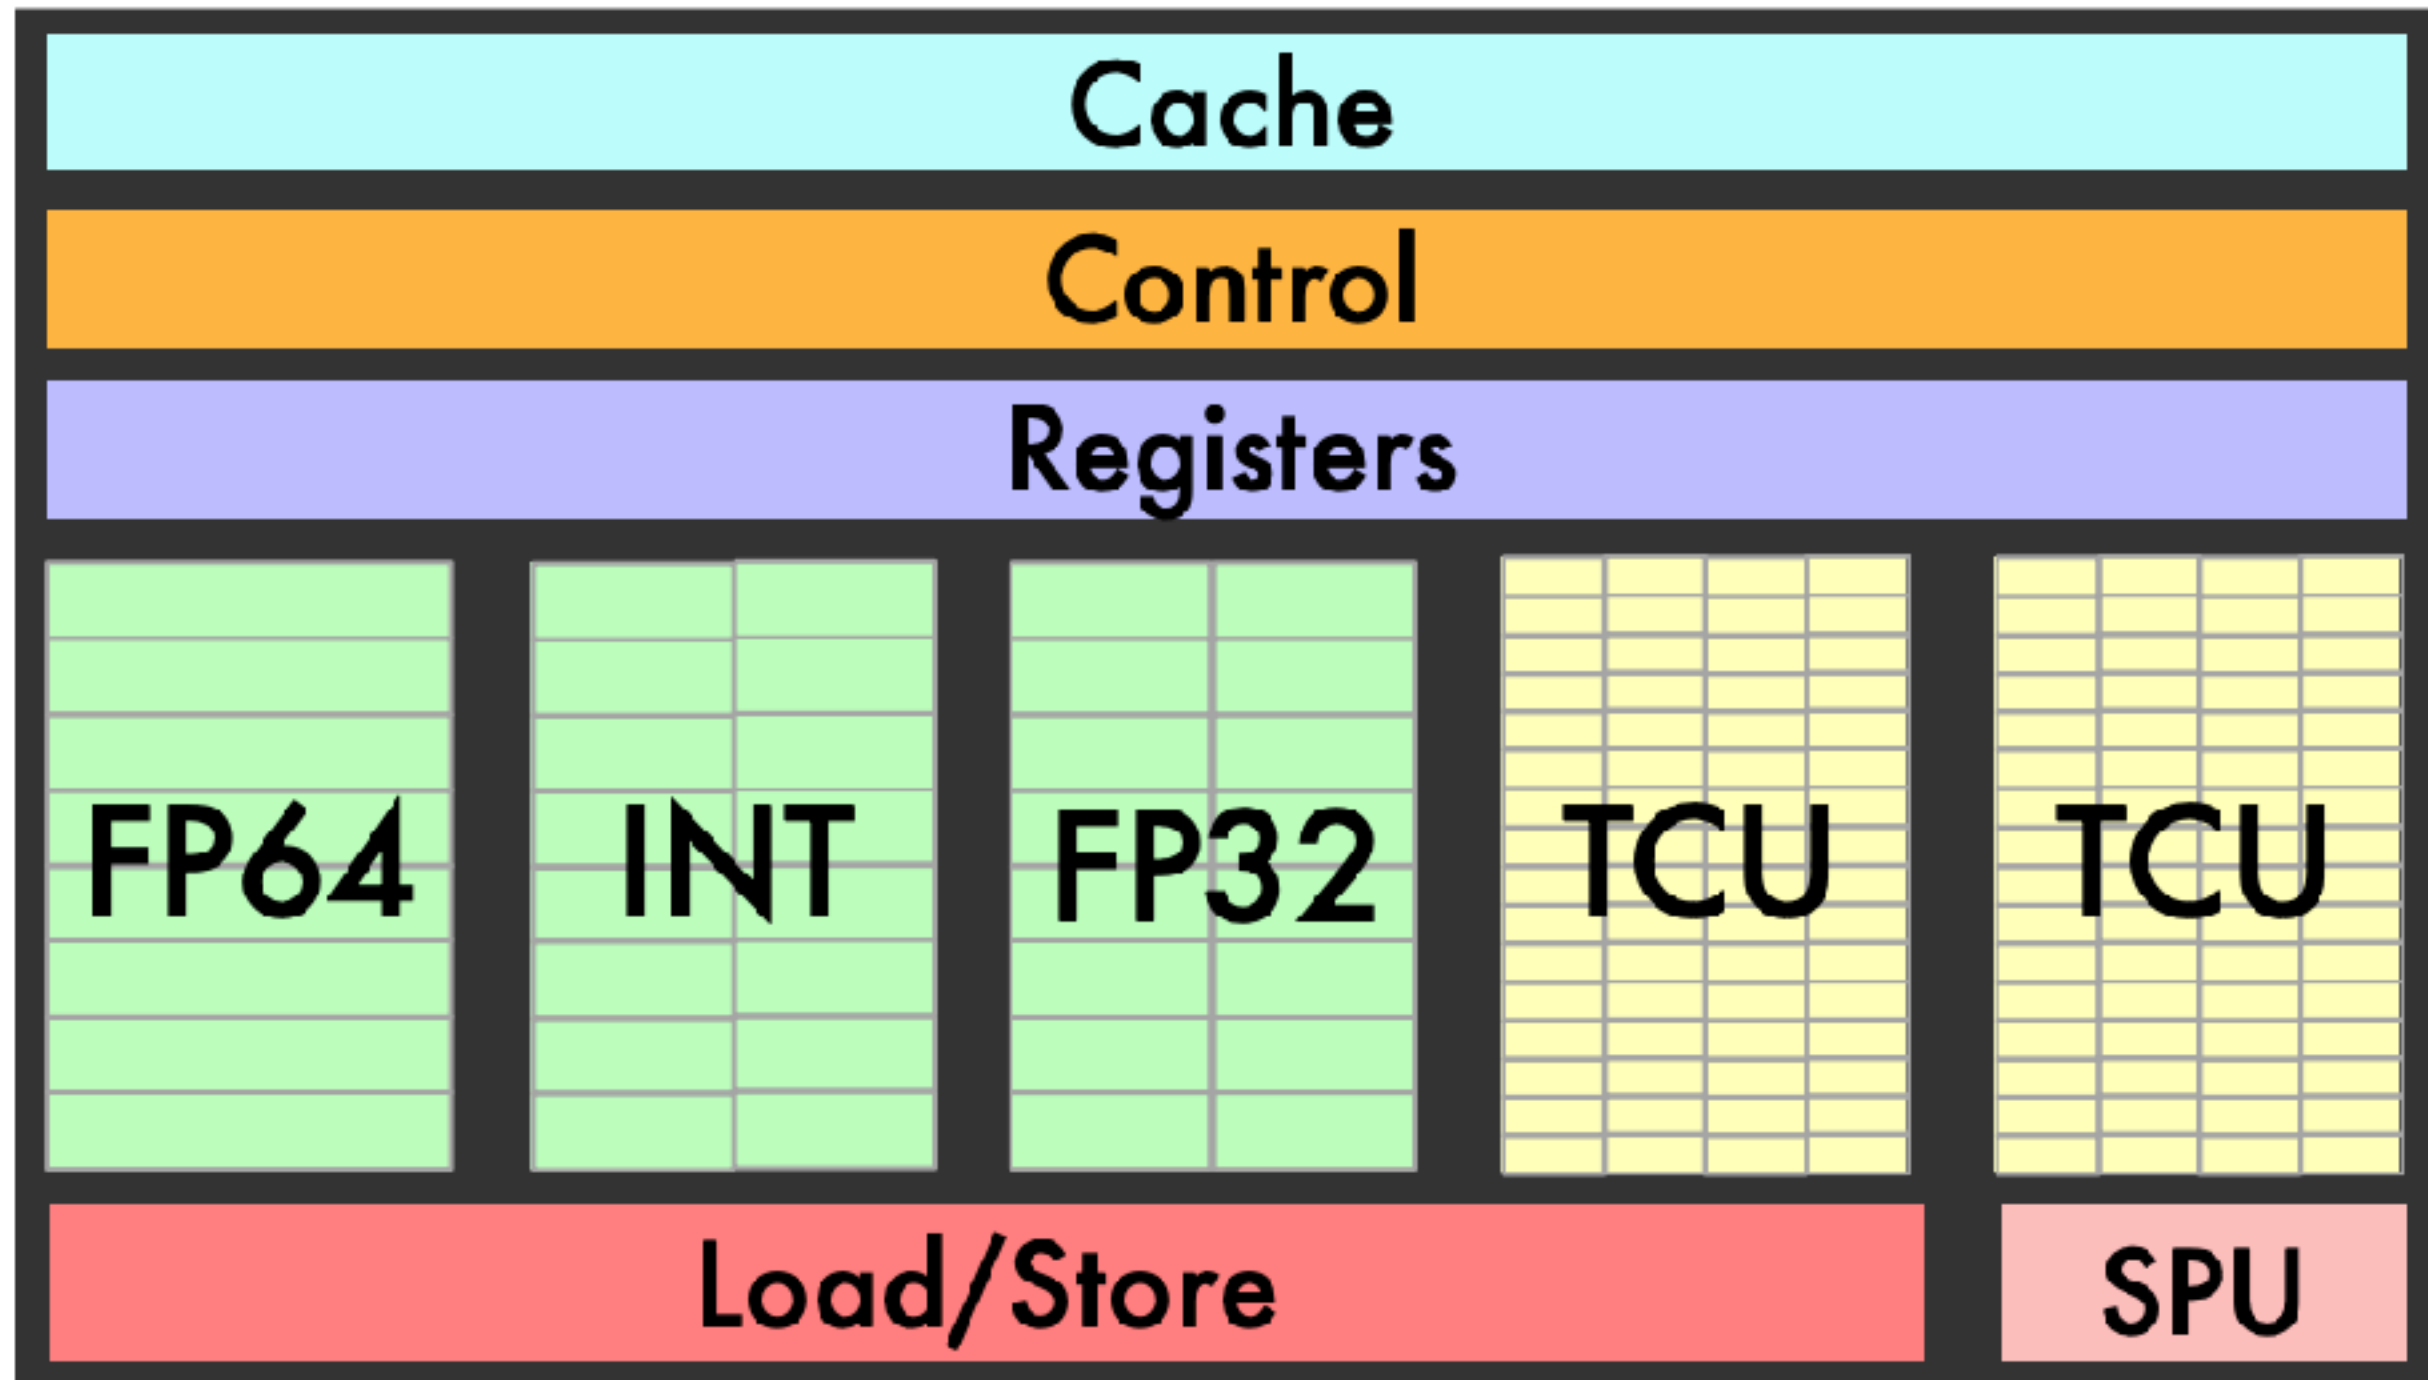 Cache
Control
Registers
FP64 INT FP32 TCU TCU
Load/Store SPU